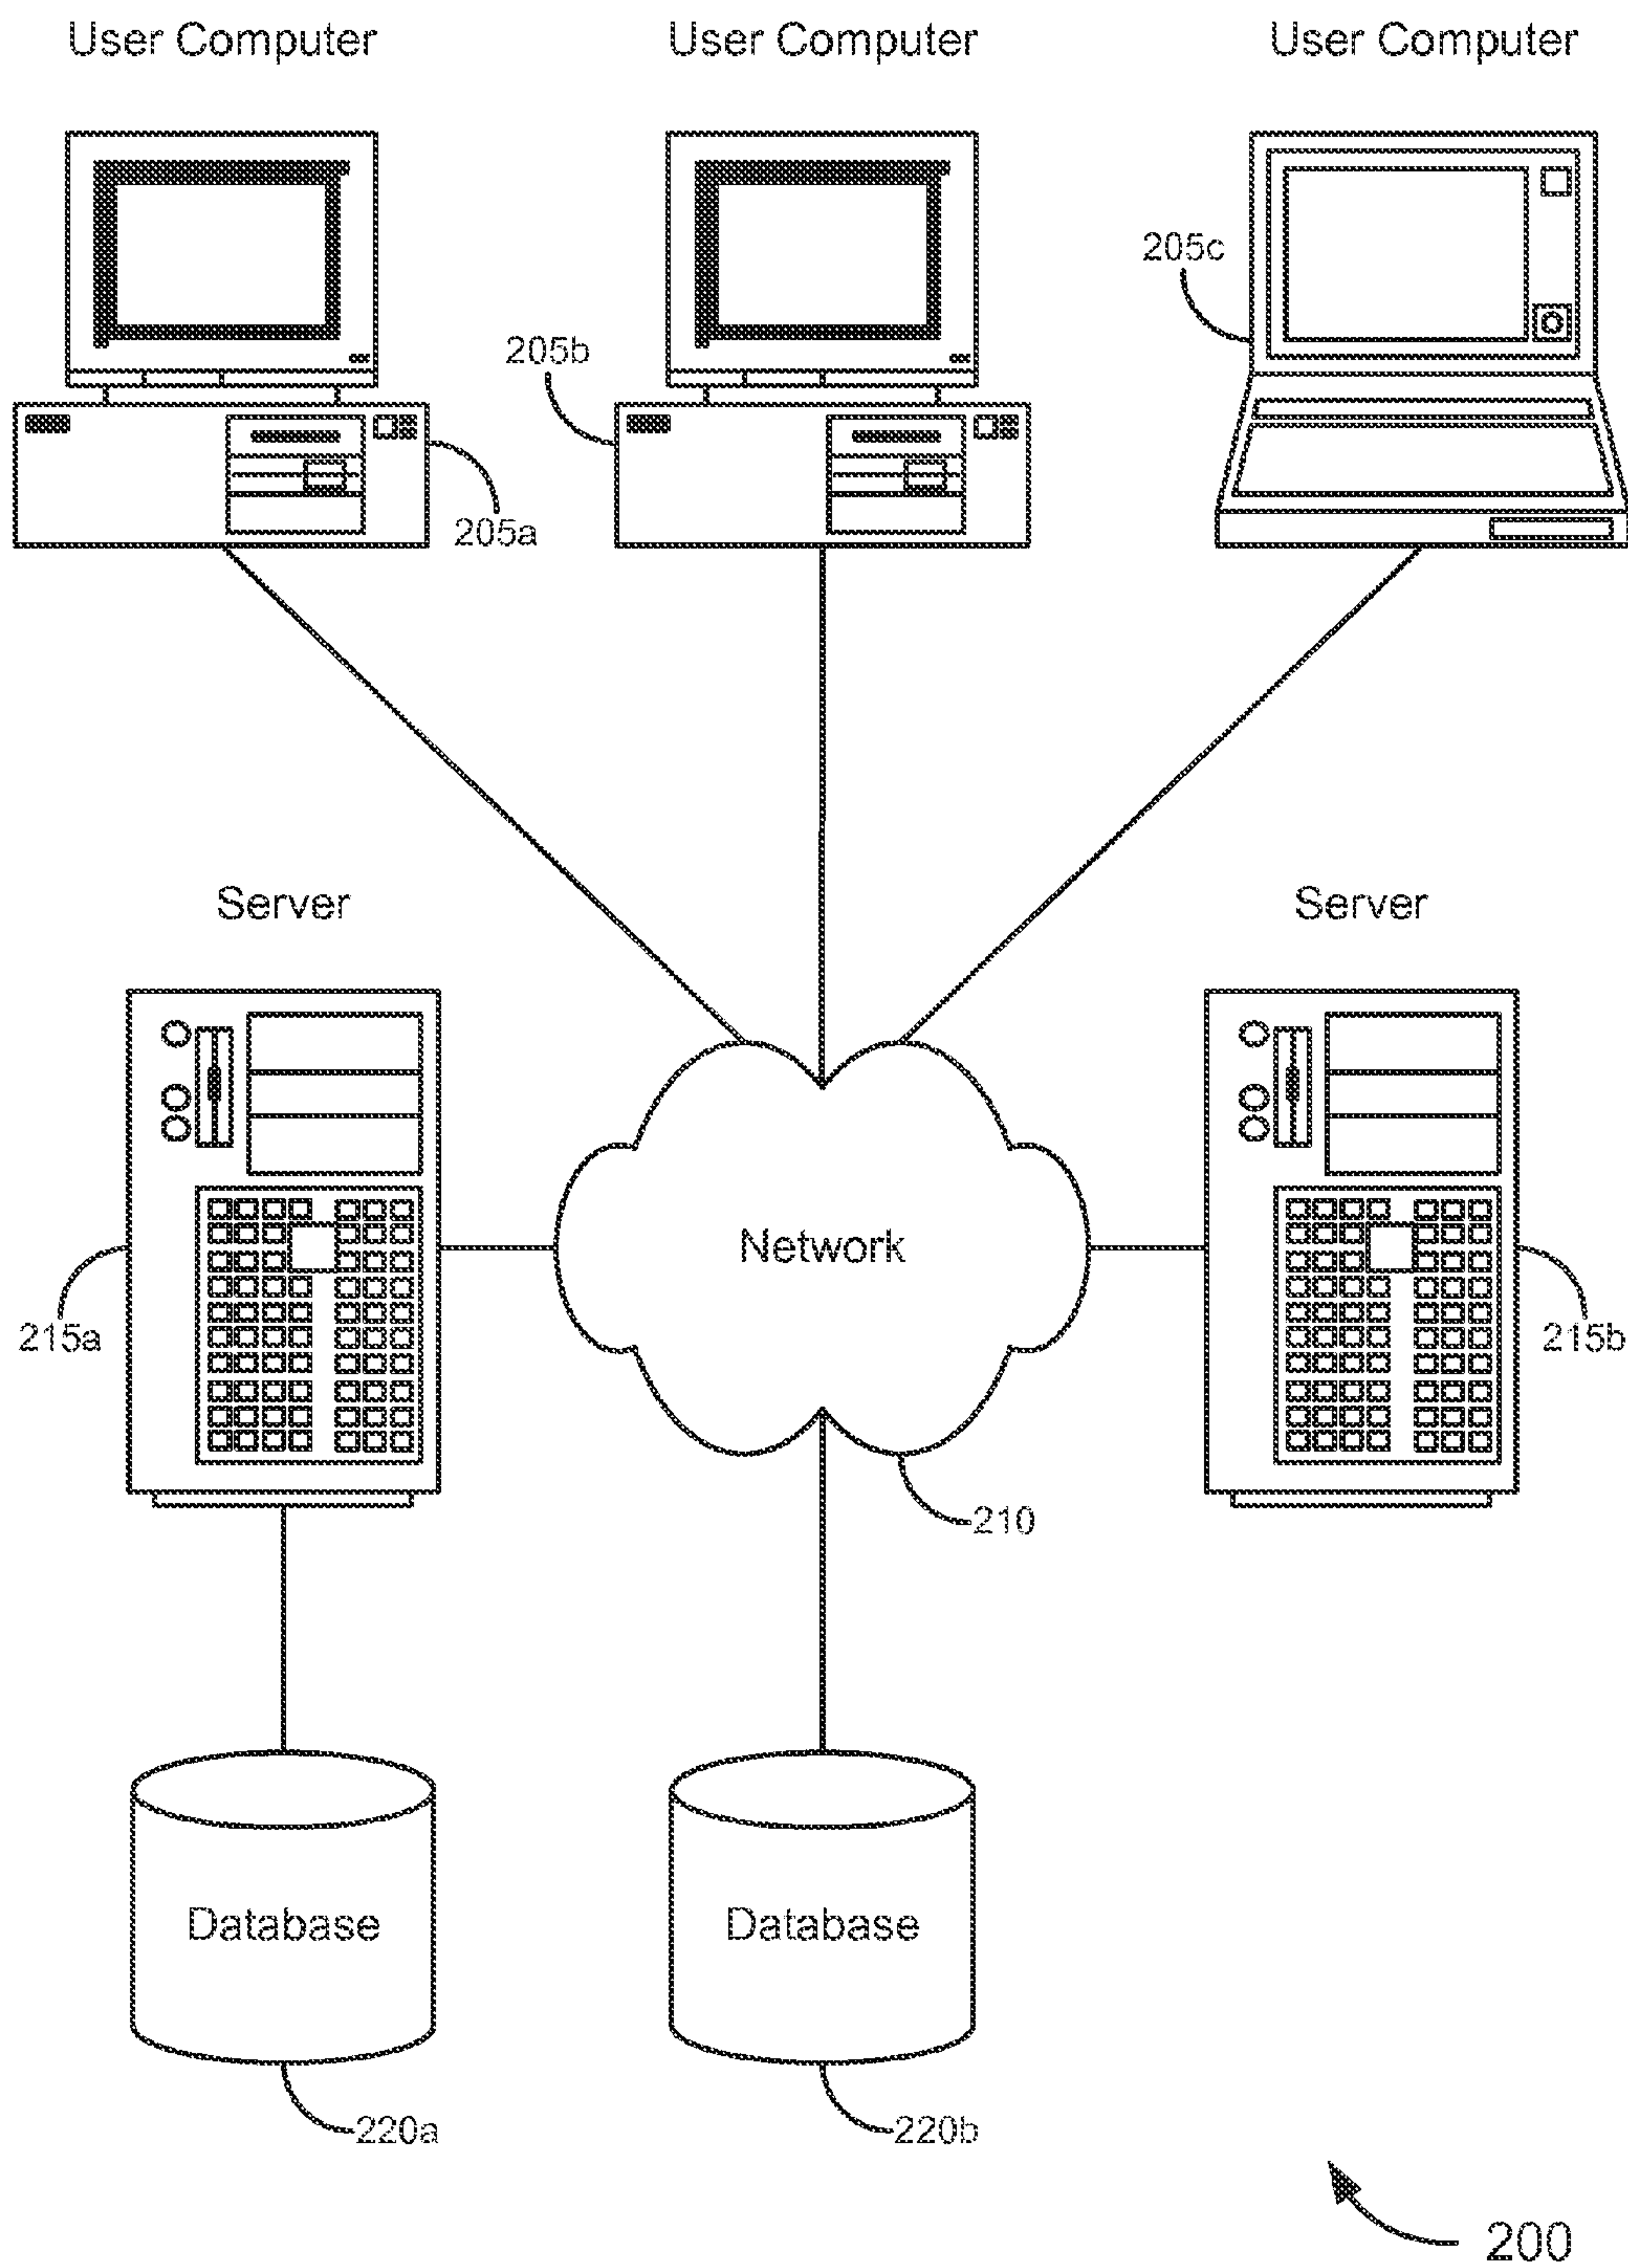 User Computer
User Computer
User Computer
205c
205b
205a
Server
Server
Network
215a
215b
210
Database
Database
220a
220b
200